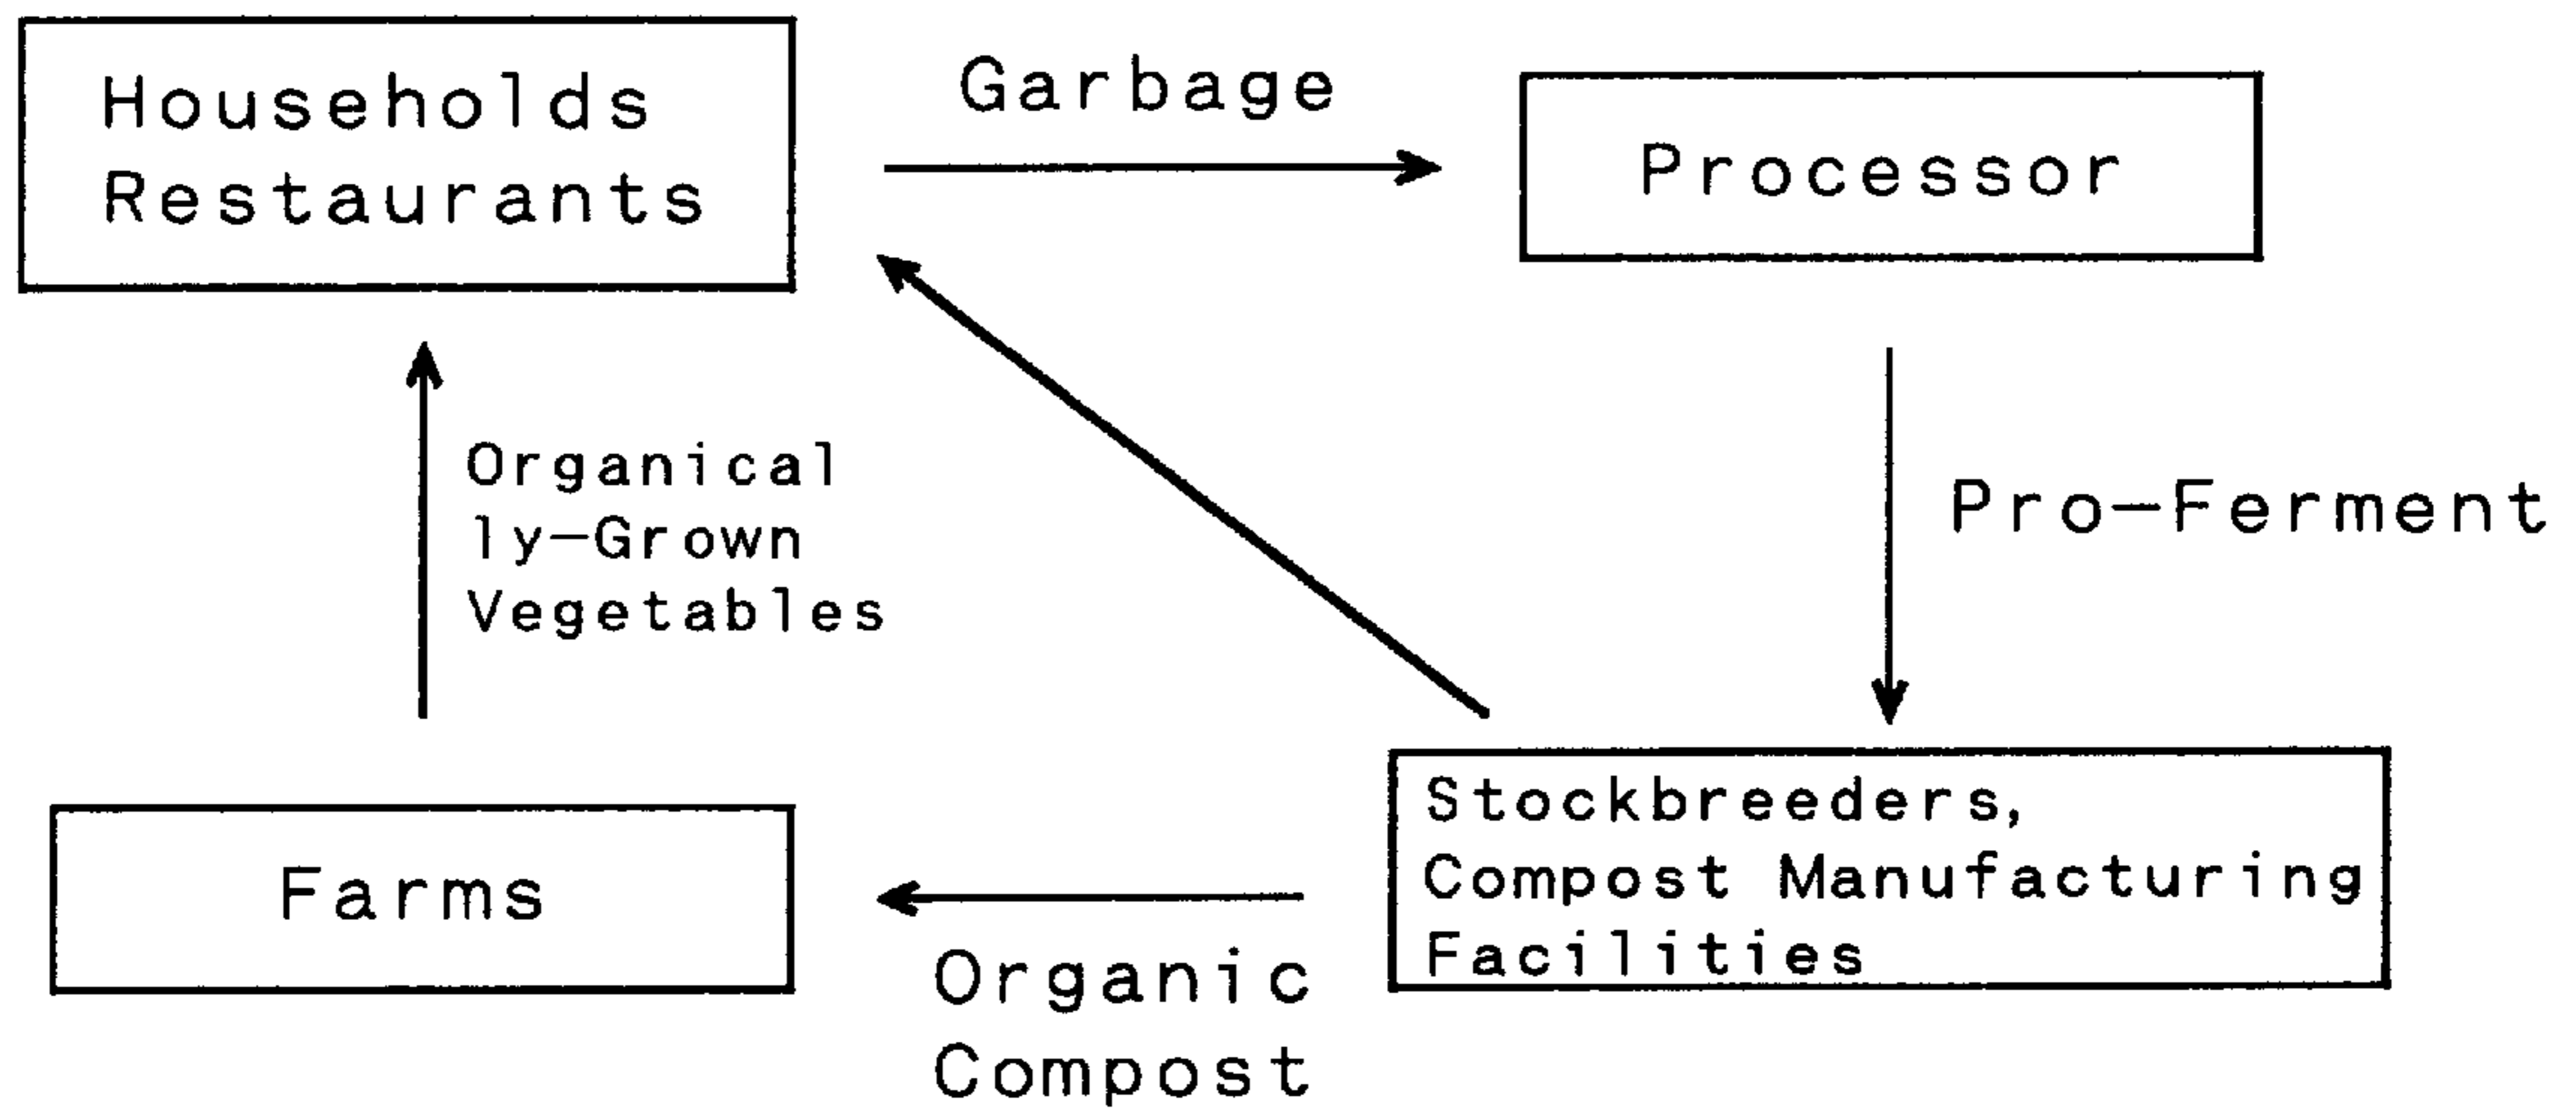 Households
Restaurants
Garbage
Processor
Organical
ly-Grown
Vegetables
Pro-Ferment
Farms
Organic
Compost
Stockbreeders,
Compost Manufacturing
Facilities